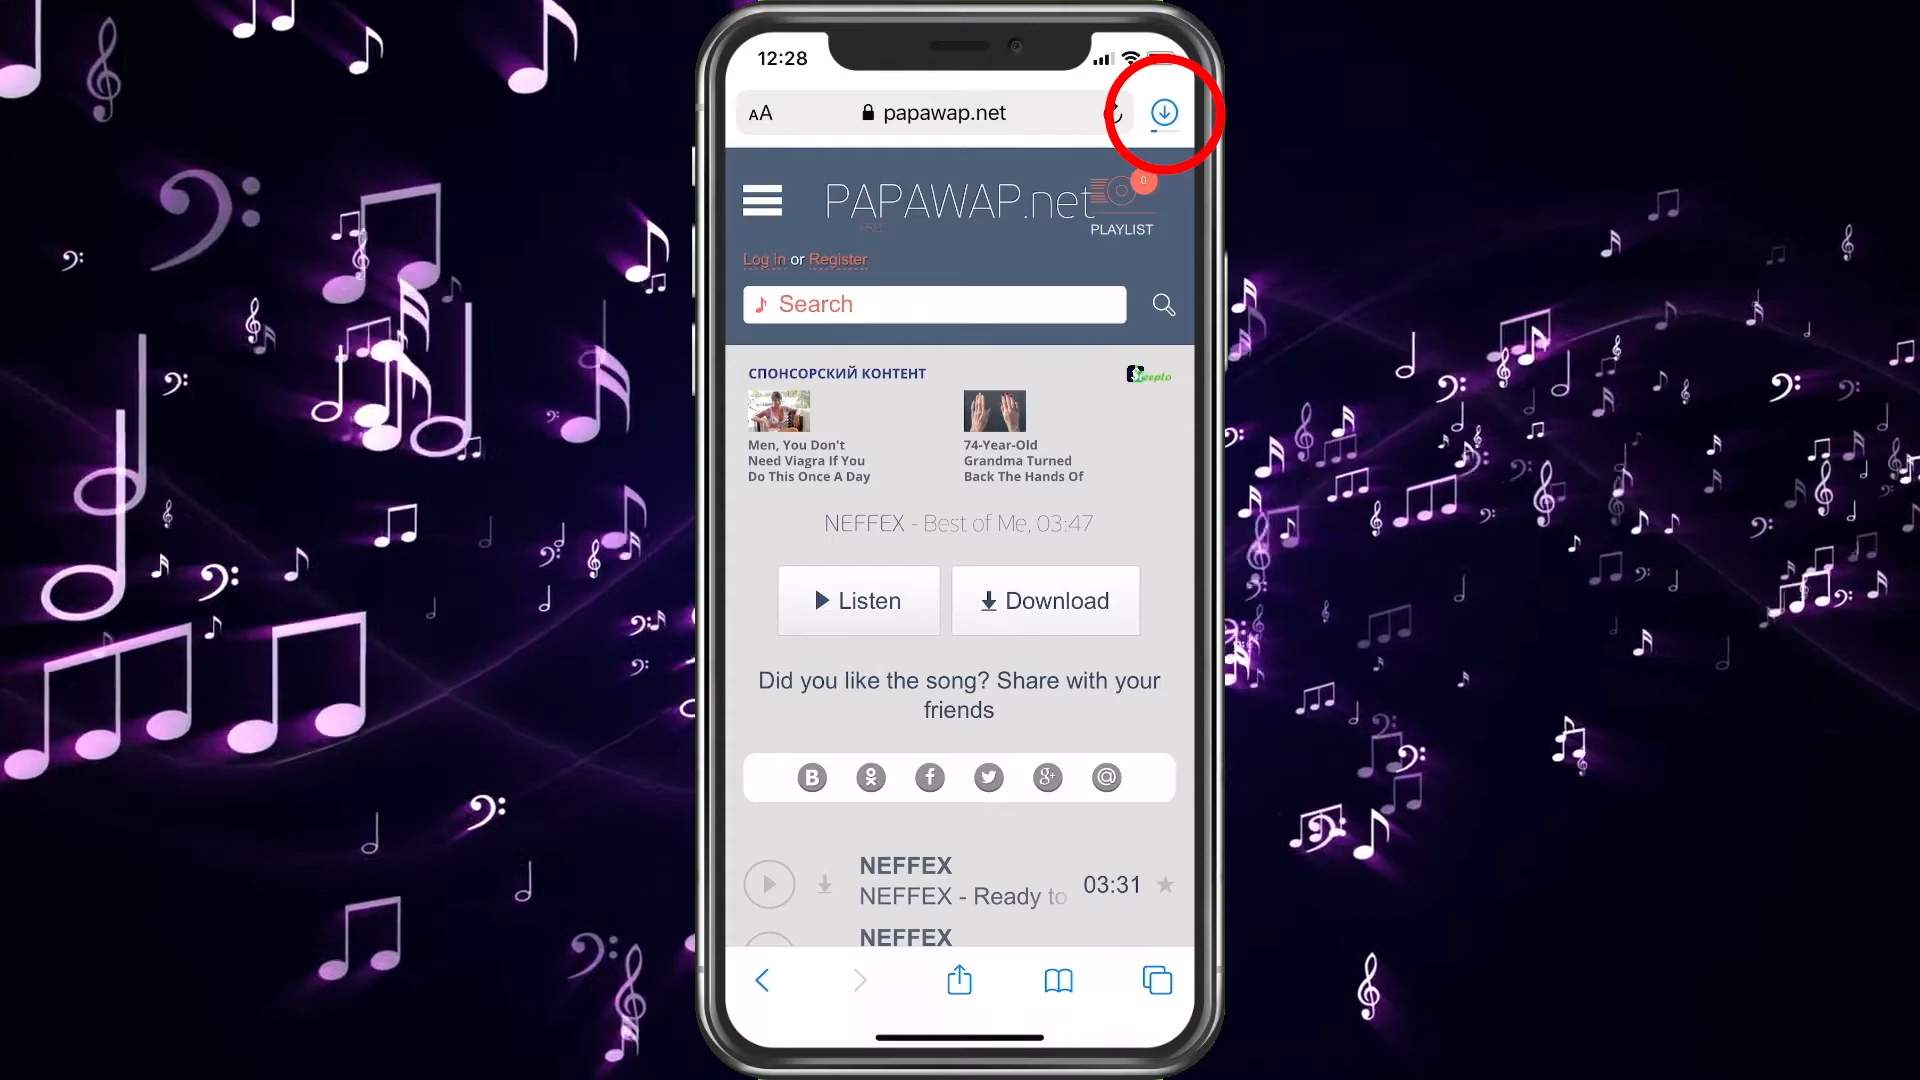 12:28
AA papawap.net
PAPAWAP.net
0
FREE
PLAYLIST
Log in or Register
Search
СПОНСОРСКИЙ КОНТЕНТ
Men, You Don't
Need Viagra If You
Do This Once A Day
74-Year-Old
Grandma Turned
Back The Hands Of
NEFFEX - Best of Me, 03:47
Listen
Download
Did you like the song? Share with your
friends
NEFFEX
NEFFEX - Ready to
03:31
NEFFEX